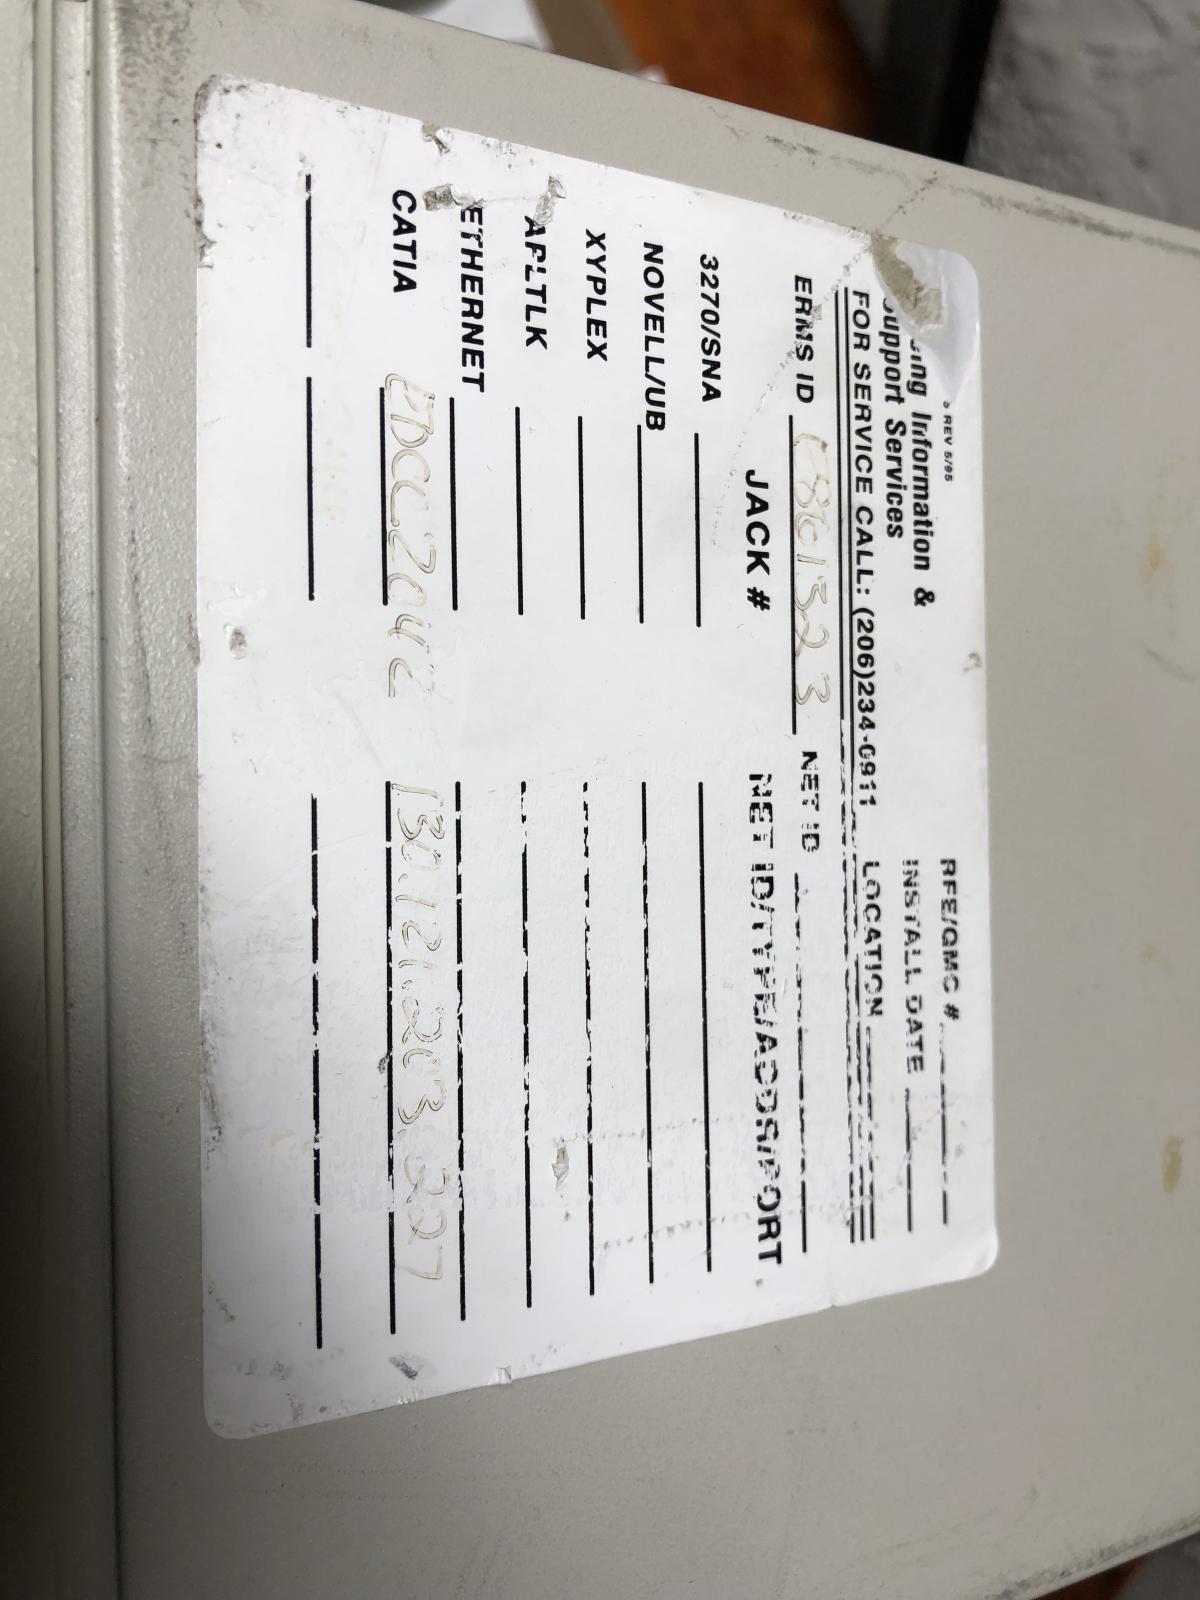 REV 5/95 RFE/QMC #
Information & INSTALL DATE
Support Services
FOR SERVICE CALL: (206)234-0911 LOCATION
ERMS ID NET ID
JACK # NET ID/TYPE/ADDR/PORT
3270/SNA
NOVELL/UB
XYPLEX
APLTLK
ETHERNET
CATIA 130.121.203.227